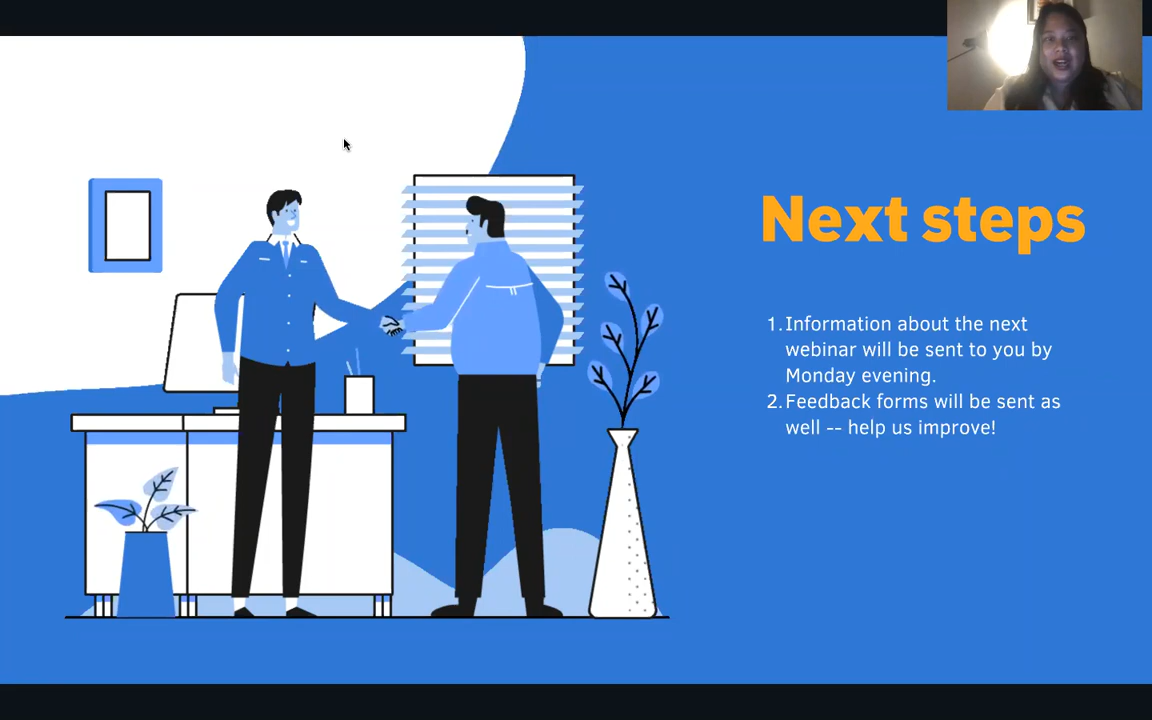 Next steps
1. Information about the next
webinar will be sent to you by
Monday evening.
2. Feedback forms will be sent as
well -- help us improve!